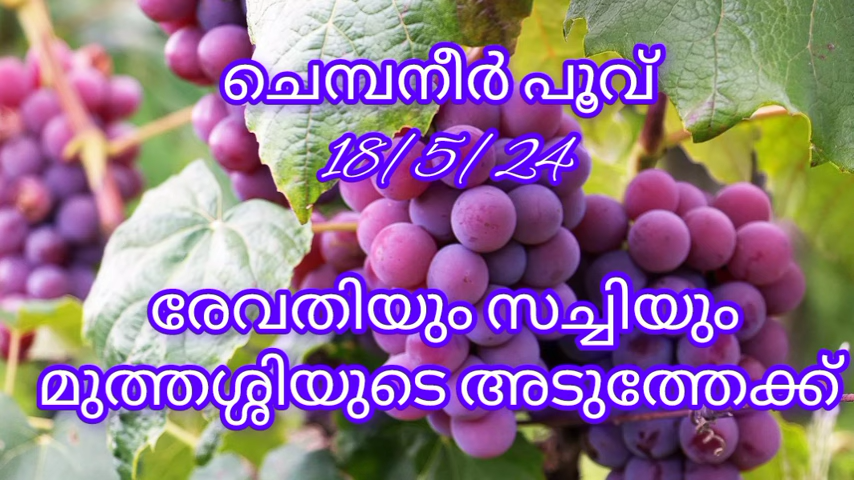 ചെമ്പനീർ പൂവ്
18/5/24
രേവതിയും സച്ചിയും
മുത്തശ്ശിയുടെ അടുത്തേക്ക്